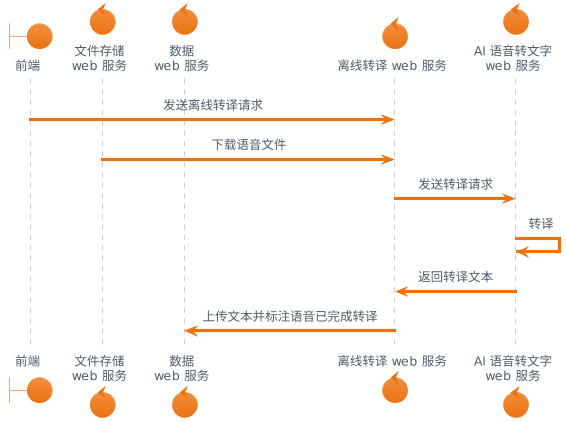 前端
文件存储
web 服务
数据
web 服务
离线转译 web 服务
AI 语音转文字
web 服务
发送离线转译请求
下载语音文件
发送转译请求
转译
返回转译文本
上传文本并标注语音已完成转译
前端
文件存储
web 服务
数据
web 服务
离线转译 web 服务
AI 语音转文字
web 服务